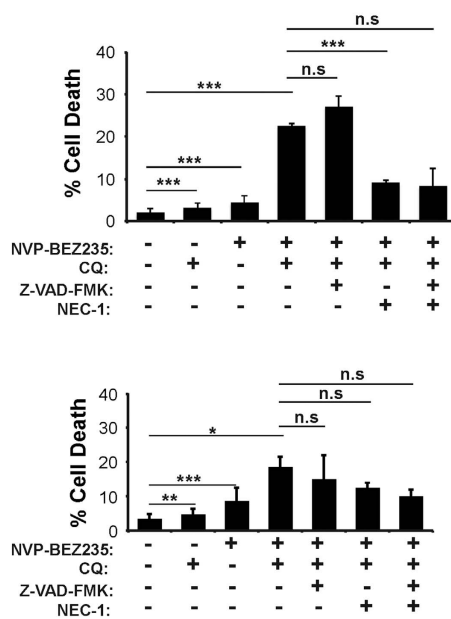 n.s
***
n.s
***
***
***
% Cell Death
40
30
20
10
0
NVP-BEZ235: - - + + + + +
CQ: - + - + + + +
Z-VAD-FMK: - - - - + - +
NEC-1: - - - - - + +
n.s
n.s
n.s
*
***
**
% Cell Death
40
30
20
10
0
NVP-BEZ235: - - + + + + +
CQ: - + - + + + +
Z-VAD-FMK: - - - - + - +
NEC-1: - - - - - + +